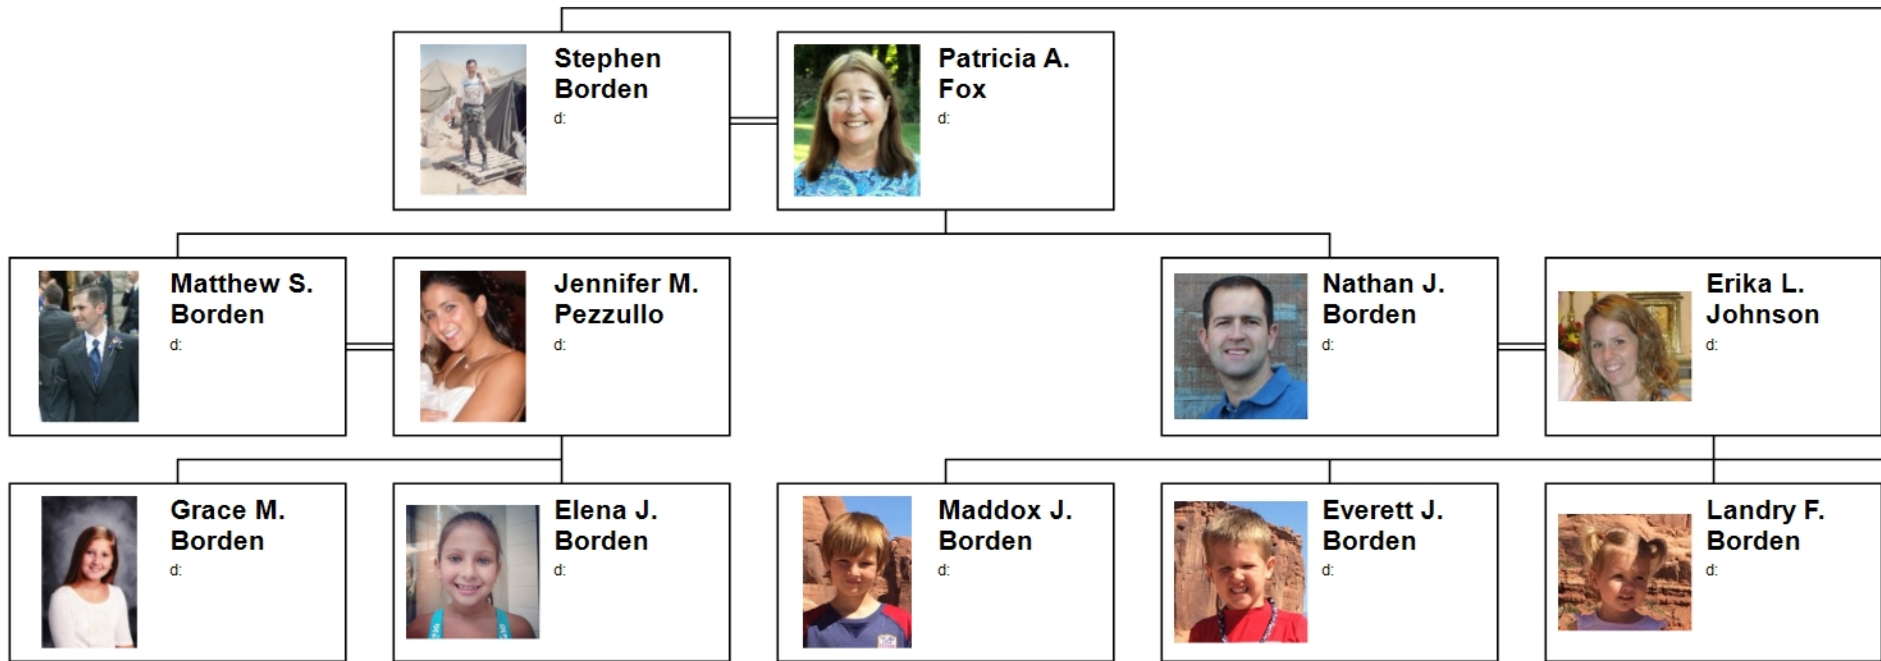 Stephen
Borden
d:
Patricia A.
Fox
d:
Matthew S.
Borden
d:
Jennifer M.
Pezzullo
d:
Nathan J.
Borden
d:
Erika L.
Johnson
d:
Grace M.
Borden
d:
Elena J.
Borden
d:
Maddox J.
Borden
d:
Everett J.
Borden
d:
Landry F.
Borden
d: